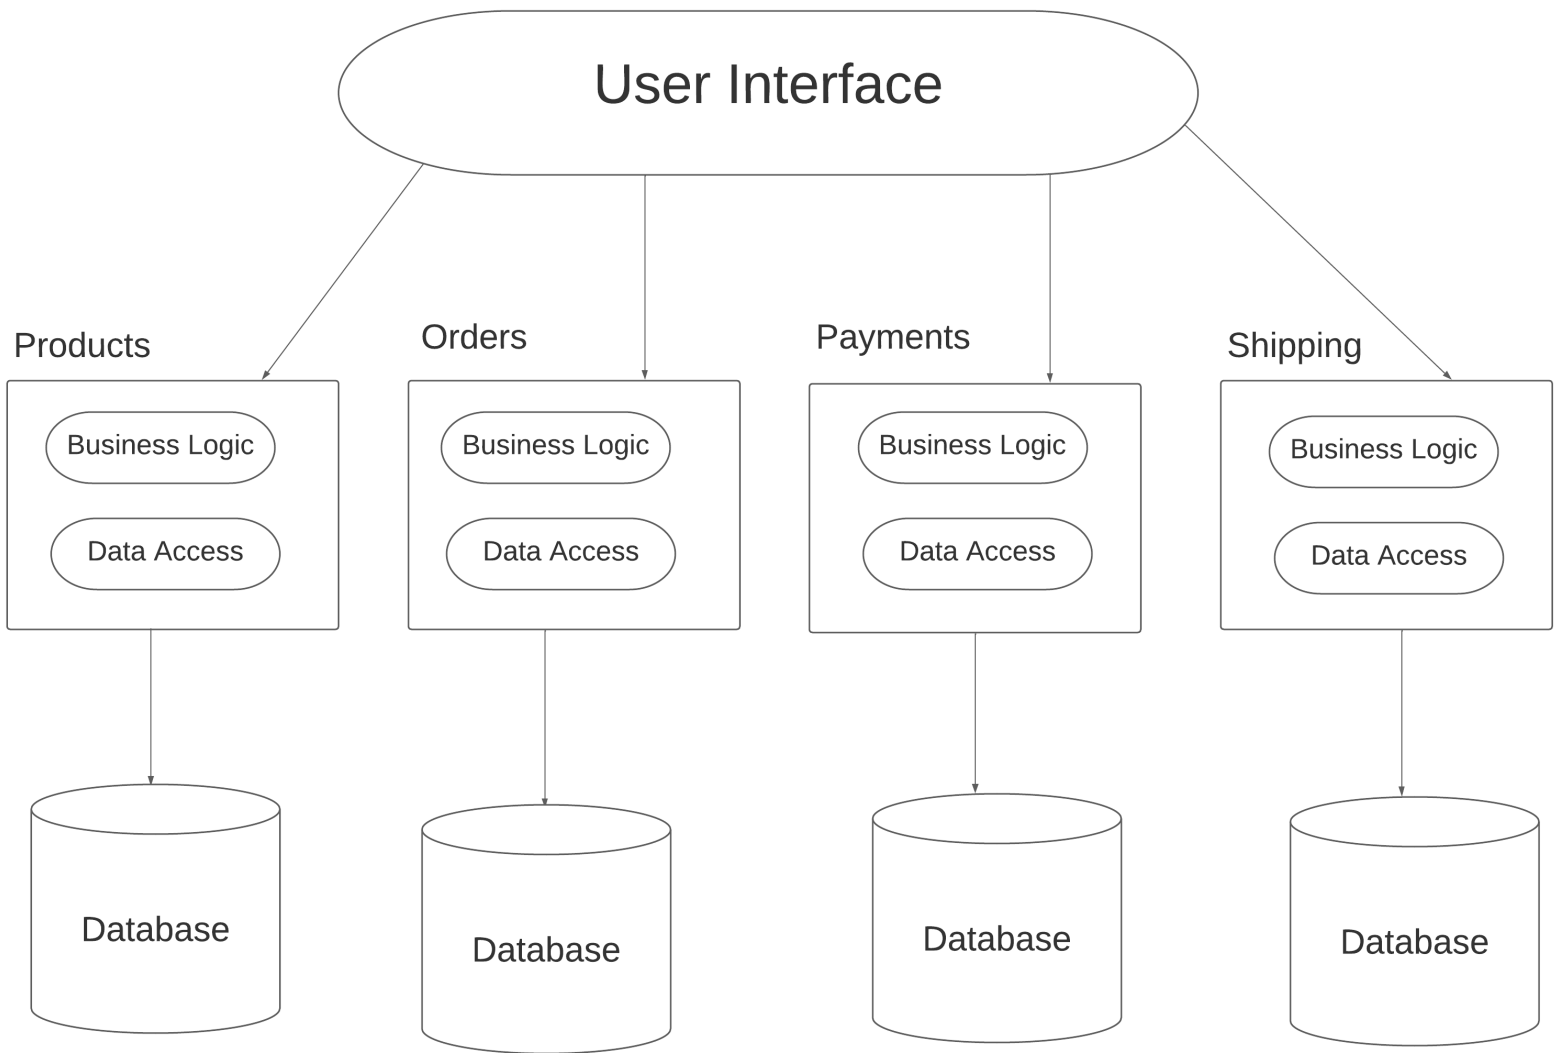 User Interface
Products
Orders
Payments
Shipping
Business Logic
Business Logic
Business Logic
Business Logic
Data Access
Data Access
Data Access
Data Access
Database
Database
Database
Database